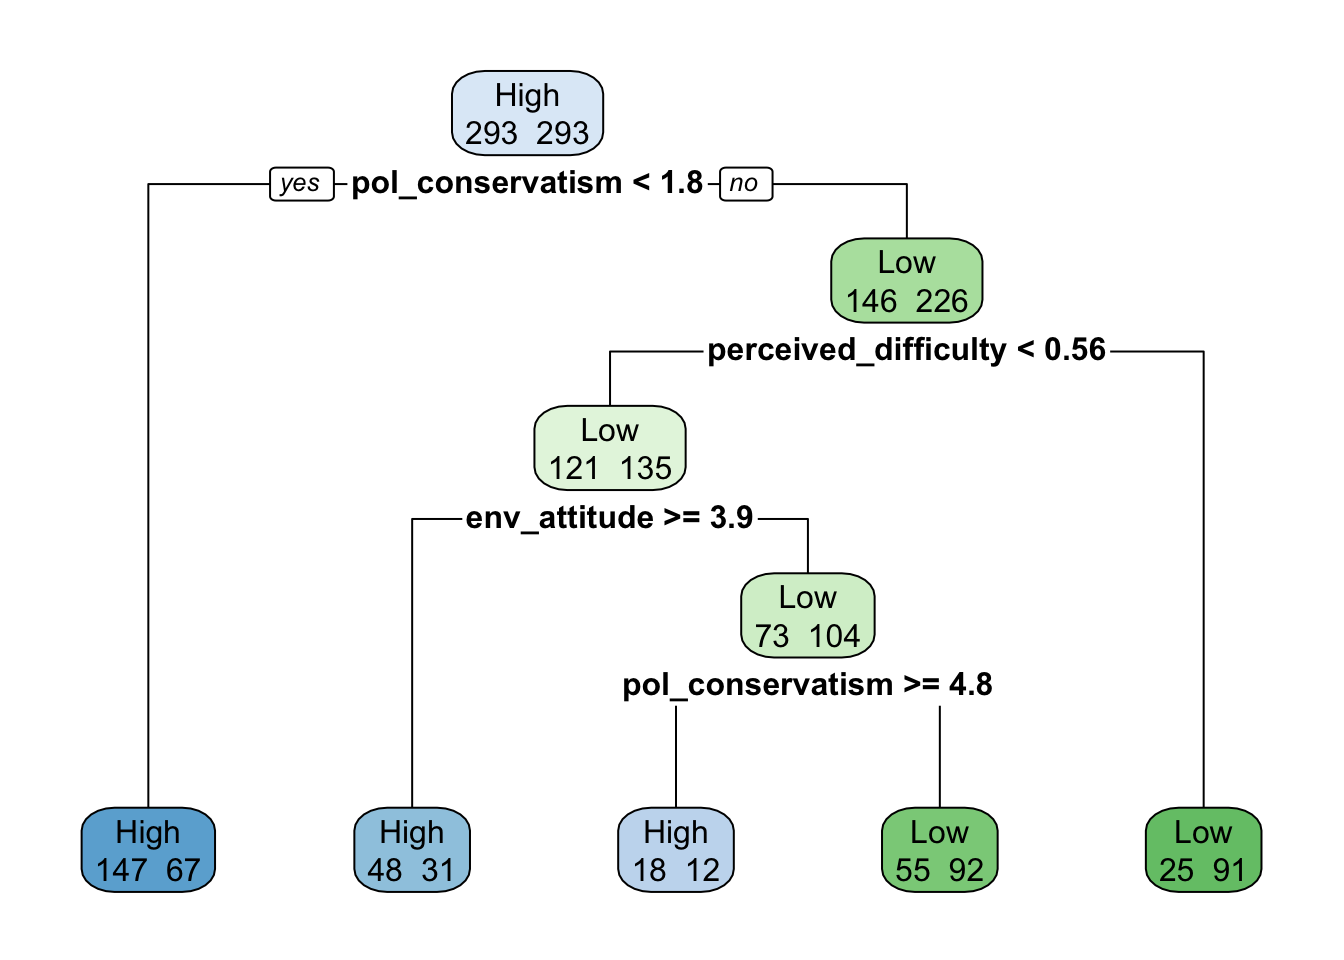 High
293 293
yes pol_conservatism < 1.8 no
Low
146 226
perceived_difficulty < 0.56
Low
121 135
env_attitude >= 3.9
Low
73 104
pol_conservatism >= 4.8
High
147 67
High
48 31
High
18 12
Low
55 92
Low
25 91